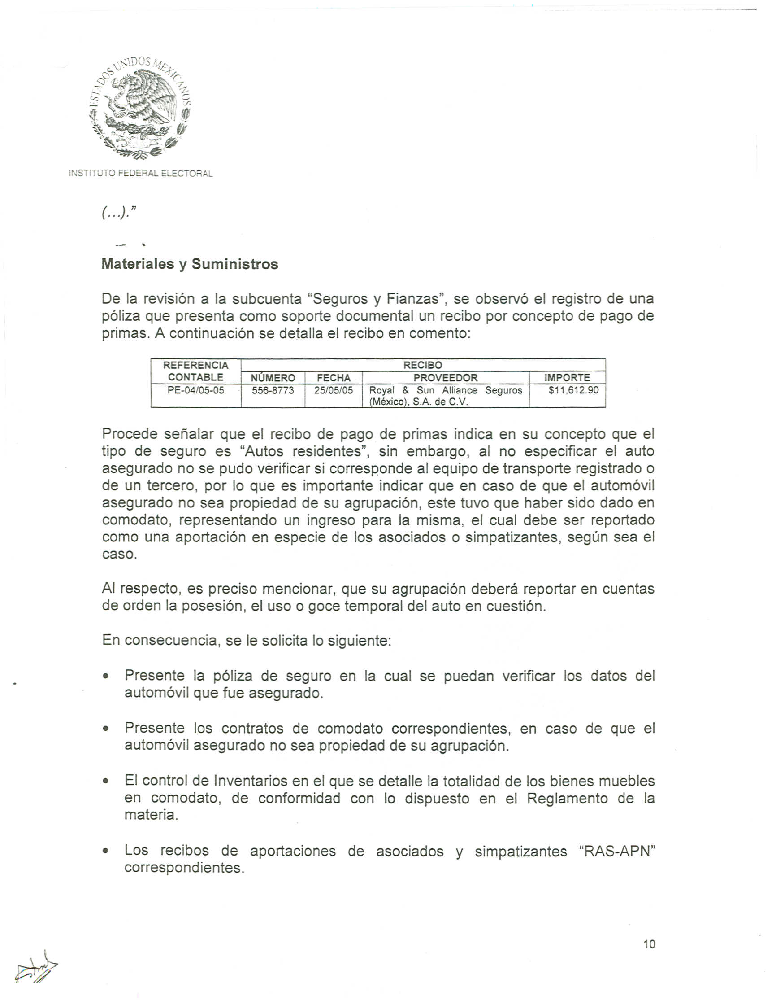 ESTADOS UNIDOS MEXICANOS
INSTITUTO FEDERAL ELECTORAL
(...)."
Materiales y Suministros
De la revisión a la subcuenta "Seguros y Fianzas", se observó el registro de una
póliza que presenta como soporte documental un recibo por concepto de pago de
primas. A continuación se detalla el recibo en comento:
REFERENCIA CONTABLE RECIBO
NÚMERO FECHA PROVEEDOR IMPORTE
PE-04/05-05 556-8773 25/05/05 Royal & Sun Alliance Seguros $11,612.90
(México), S.A. de C.V.
Procede señalar que el recibo de pago de primas indica en su concepto que el
tipo de seguro es "Autos residentes", sin embargo, al no especificar el auto
asegurado no se pudo verificar si corresponde al equipo de transporte registrado o
de un tercero, por lo que es importante indicar que en caso de que el automóvil
asegurado no sea propiedad de su agrupación, este tuvo que haber sido dado en
comodato, representando un ingreso para la misma, el cual debe ser reportado
como una aportación en especie de los asociados o simpatizantes, según sea el
caso.
Al respecto, es preciso mencionar, que su agrupación deberá reportar en cuentas
de orden la posesión, el uso o goce temporal del auto en cuestión.
En consecuencia, se le solicita lo siguiente:
• Presente la póliza de seguro en la cual se puedan verificar los datos del
automóvil que fue asegurado.
• Presente los contratos de comodato correspondientes, en caso de que el
automóvil asegurado no sea propiedad de su agrupación.
• El control de Inventarios en el que se detalle la totalidad de los bienes muebles
en comodato, de conformidad con lo dispuesto en el Reglamento de la
materia.
• Los recibos de aportaciones de asociados y simpatizantes "RAS-APN"
correspondientes.
10